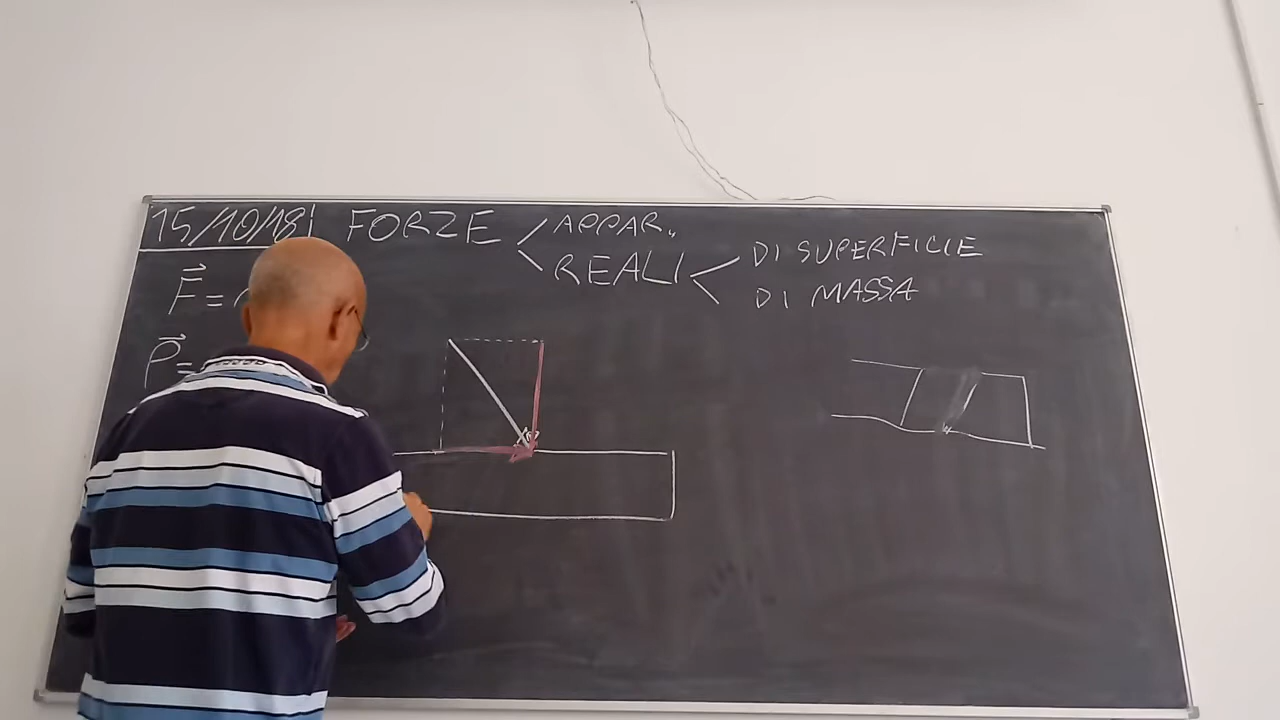 15/10/18 FORZE APPAR.
REALI DI SUPERFICIE
DI MASSA
F⃗ =
P⃗ =